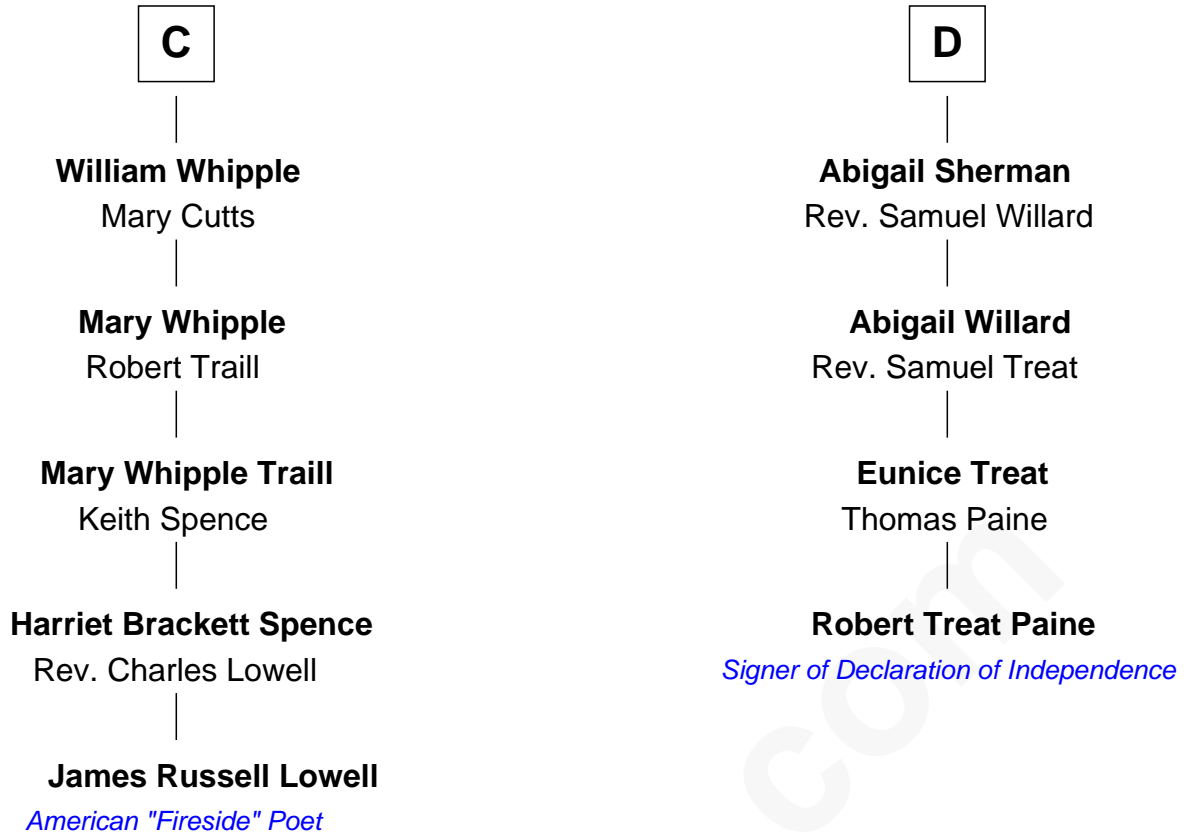 C
William Whipple
Mary Cutts
Mary Whipple
Robert Traill
Mary Whipple Traill
Keith Spence
Harriet Brackett Spence
Rev. Charles Lowell
James Russell Lowell
American "Fireside" Poet
D
Abigail Sherman
Rev. Samuel Willard
Abigail Willard
Rev. Samuel Treat
Eunice Treat
Thomas Paine
Robert Treat Paine
Signer of Declaration of Independence
com